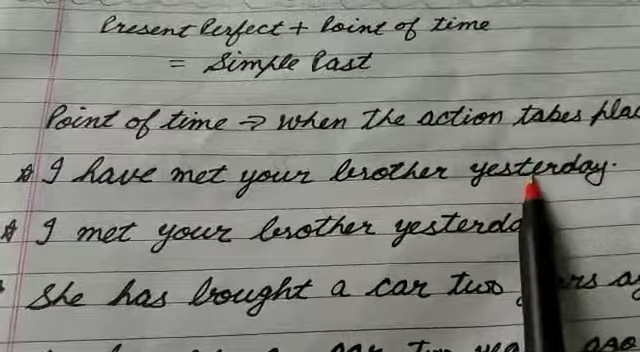 Present Perfect + Point of time
= Simple Past
Point of time ⇒ when the action takes plac
* I have met your brother yesterday.
* I met your brother yesterda
She has bought a car two